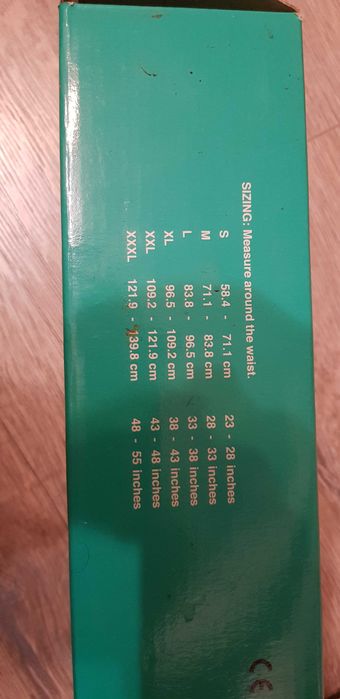 SIZING: Measure around the waist.
S 58.4 - 71.1 cm 23 - 28 inches
M 71.1 - 83.8 cm 28 - 33 inches
L 83.8 - 96.5 cm 33 - 38 inches
XL 96.5 - 109.2 cm 38 - 43 inches
XXL 109.2 - 121.9 cm 43 - 48 inches
XXXL 121.9 - 139.8 cm 48 - 55 inches
CE